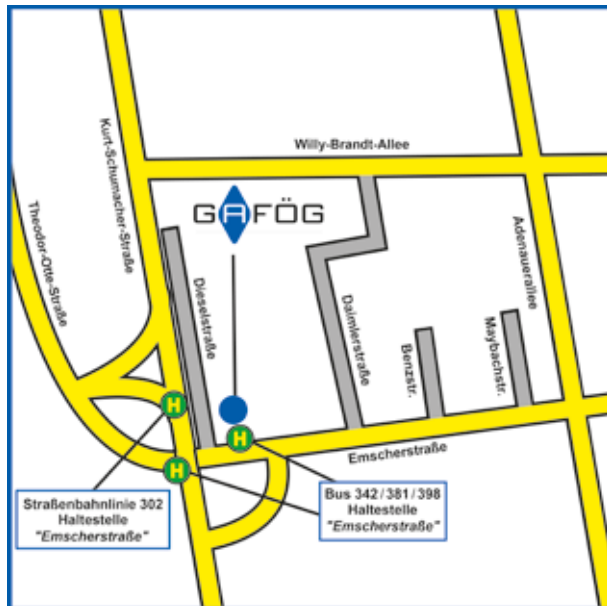 Willy-Brandt-Allee
Kurt-Schumacher-Straße
Theodor-Otte-Straße
GAFÖG
Dieselstraße
Daimlerstraße
Benzstr.
Maybachstr.
Adenauerallee
H
H
H
Emscherstraße
Straßenbahnlinie 302
Haltestelle
"Emscherstraße"
Bus 342 / 381 / 398
Haltestelle
"Emscherstraße"